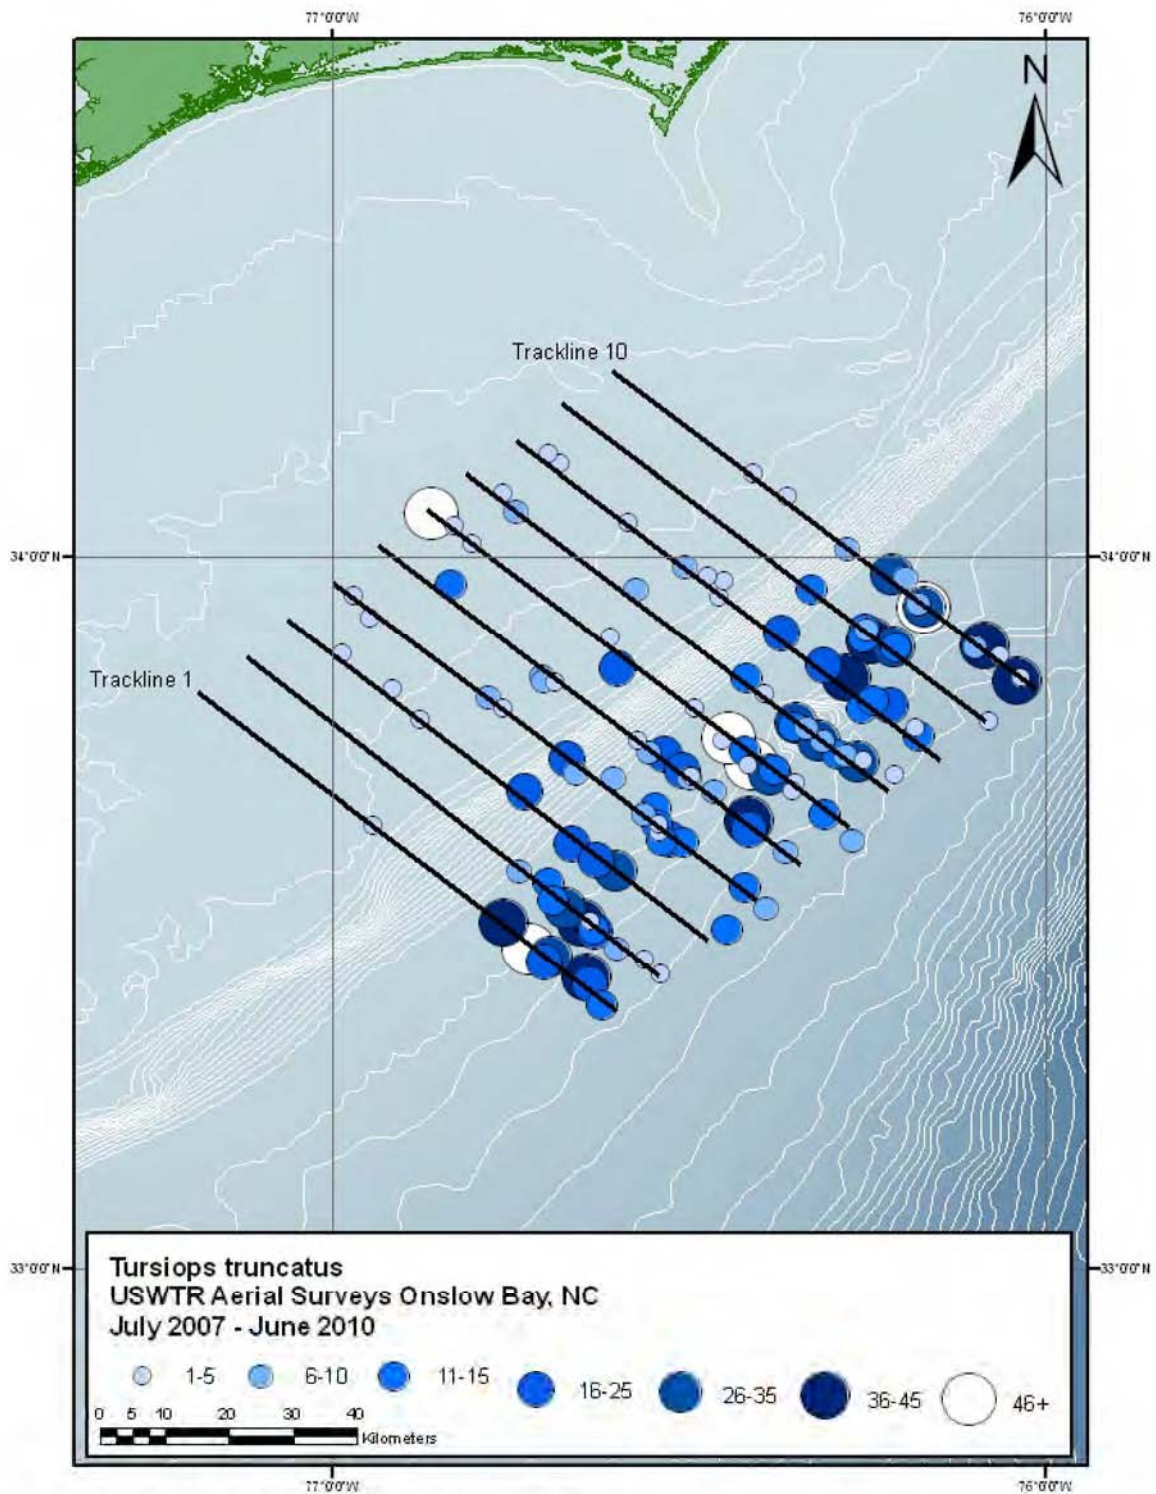 77°0'0"W 76°0'0"W
N
Trackline 10
34°0'0"N 34°0'0"N
Trackline 1
33°0'0"N 33°0'0"N
Tursiops truncatus
USWTR Aerial Surveys Onslow Bay, NC
July 2007 - June 2010
1-5 6-10 11-15 16-25 26-35 36-45 46+
0 5 10 20 30 40
Kilometers
77°0'0"W 76°0'0"W